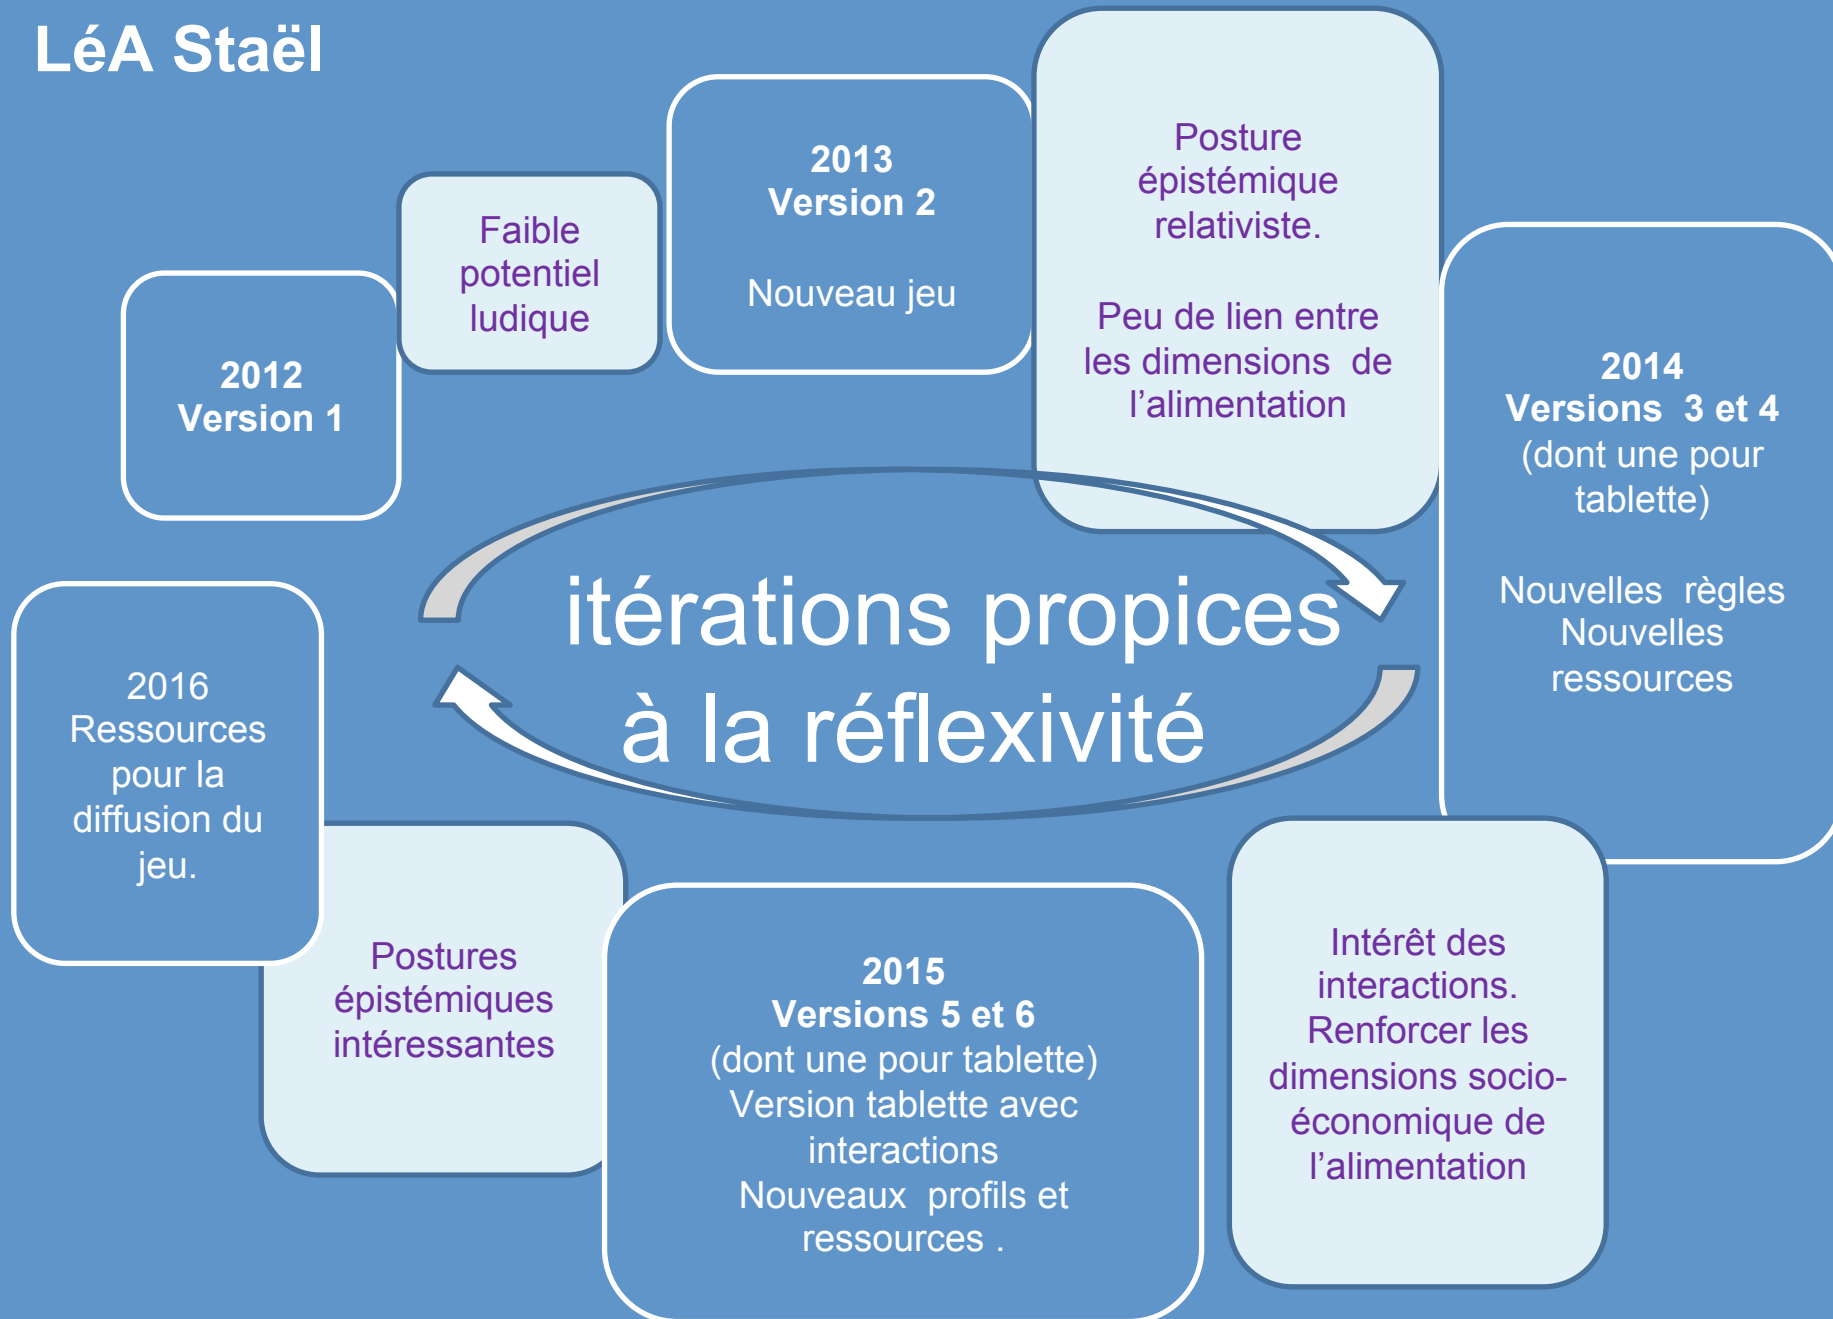 LéA Staël
2012
Version 1
Faible
potentiel
ludique
2013
Version 2
Nouveau jeu
Posture
épistémique
relativiste.
Peu de lien entre
les dimensions de
l’alimentation
2014
Versions 3 et 4
(dont une pour
tablette)
Nouvelles règles
Nouvelles
ressources
itérations propices
à la réflexivité
Intérêt des
interactions.
Renforcer les
dimensions socio-
économique de
l’alimentation
2015
Versions 5 et 6
(dont une pour tablette)
Version tablette avec
interactions
Nouveaux profils et
ressources .
Postures
épistémiques
intéressantes
2016
Ressources
pour la
diffusion du
jeu.